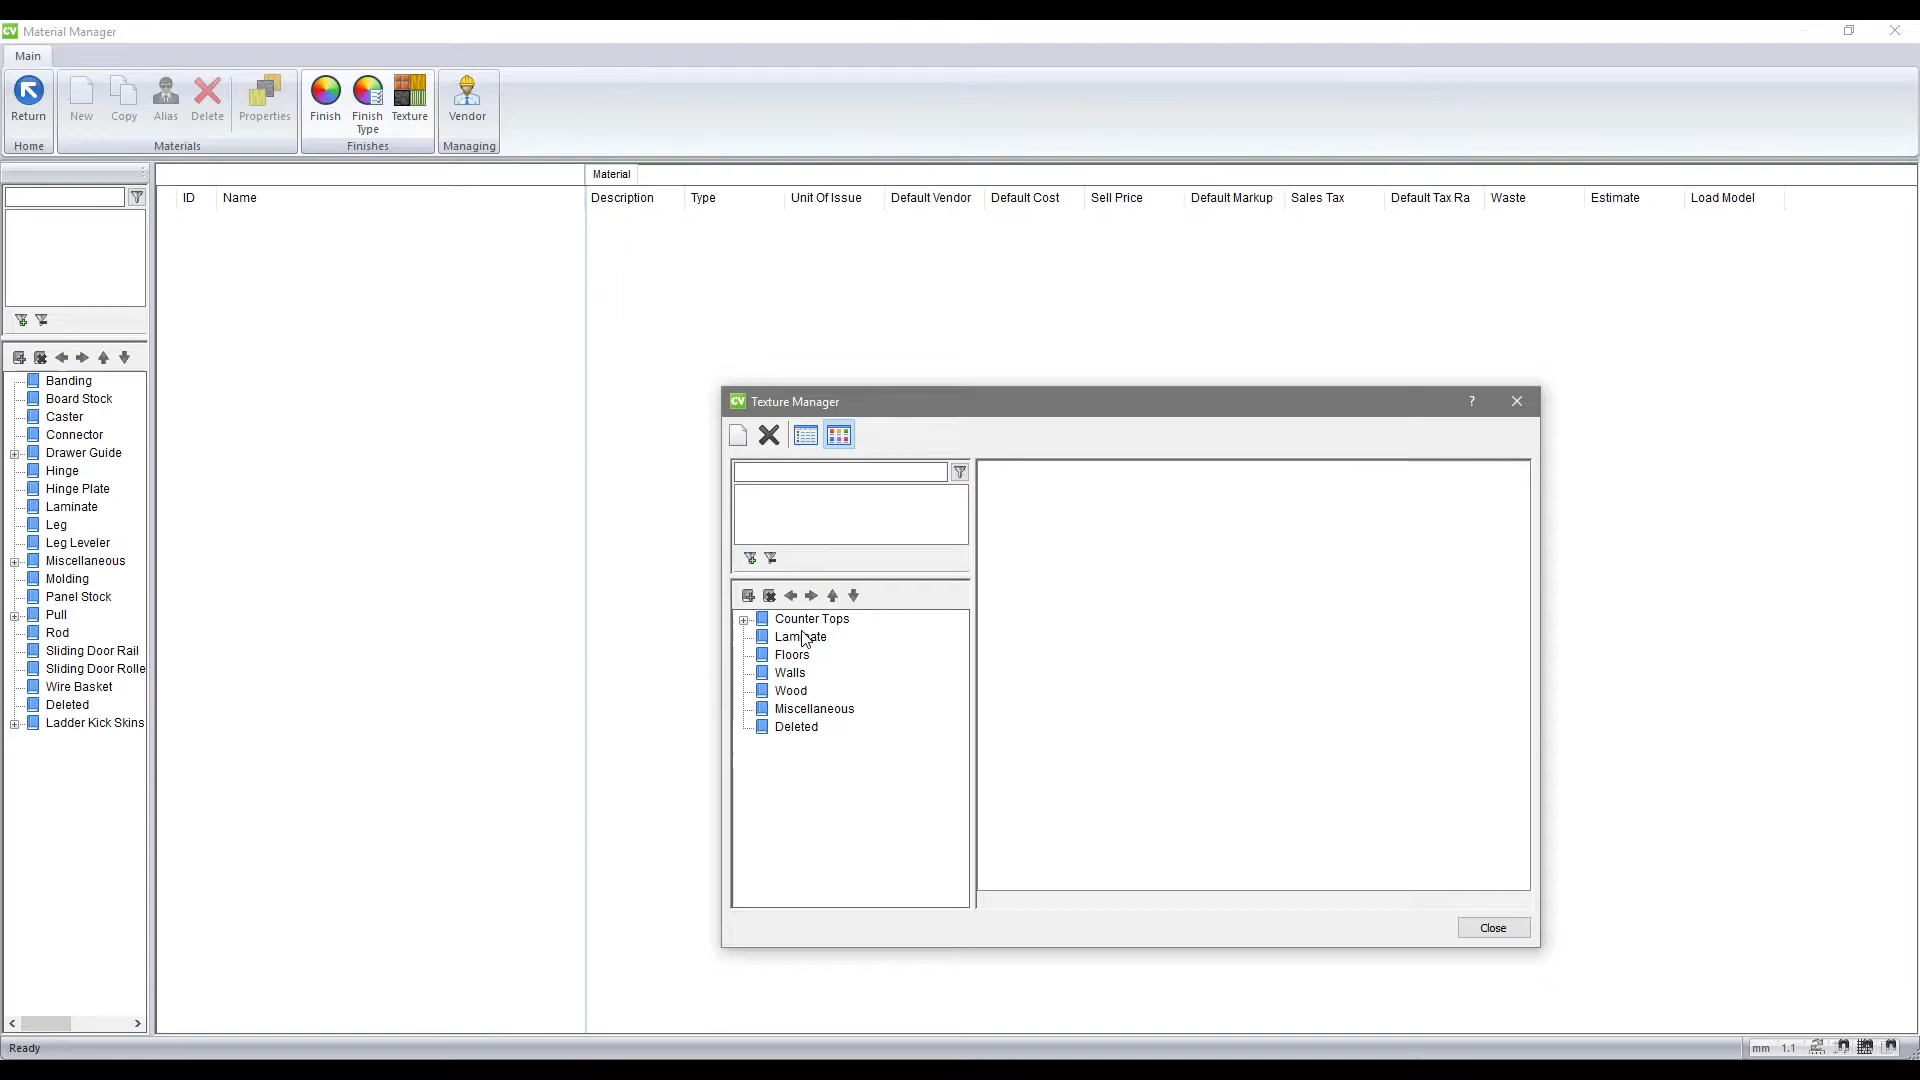 CV Material Manager
Main
Return
New
Copy
Alias
Delete
Properties
Finish
Finish
Type
Texture
Vendor
Home
Materials
Finishes
Managing
ID
Name
Material
Description
Type
Unit Of Issue
Default Vendor
Default Cost
Sell Price
Default Markup
Sales Tax
Default Tax Ra
Waste
Estimate
Load Model
Banding
Board Stock
Caster
Connector
Drawer Guide
Hinge
Hinge Plate
Laminate
Leg
Leg Leveler
Miscellaneous
Molding
Panel Stock
Pull
Rod
Sliding Door Rail
Sliding Door Rolle
Wire Basket
Deleted
Ladder Kick Skins
CV Texture Manager
?
Counter Tops
Laminate
Floors
Walls
Wood
Miscellaneous
Deleted
Close
Ready
mm
1.1